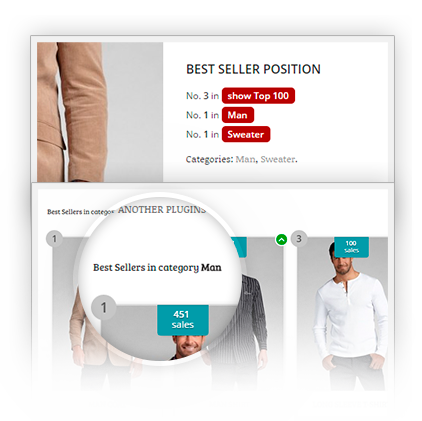 BEST SELLER POSITION
No. 3 in show Top 100
No. 1 in Man
No. 1 in Sweater
Categories: Man, Sweater.
Best Sellers in catego
ANOTHER PLUGINS
1
3
100
sales
Best Sellers in category Man
1
451
sales